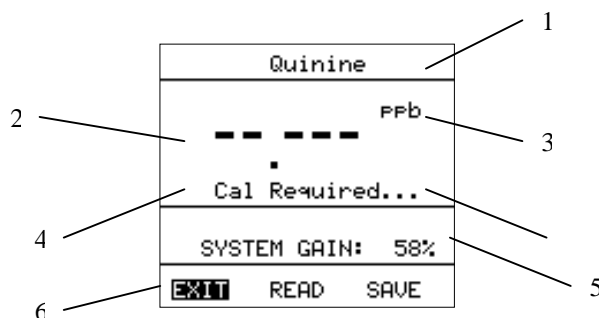 1
Quinine
ppb
2
-- ---
.
3
Cal Required...
4
SYSTEM GAIN: 58%
5
EXIT READ SAVE
6